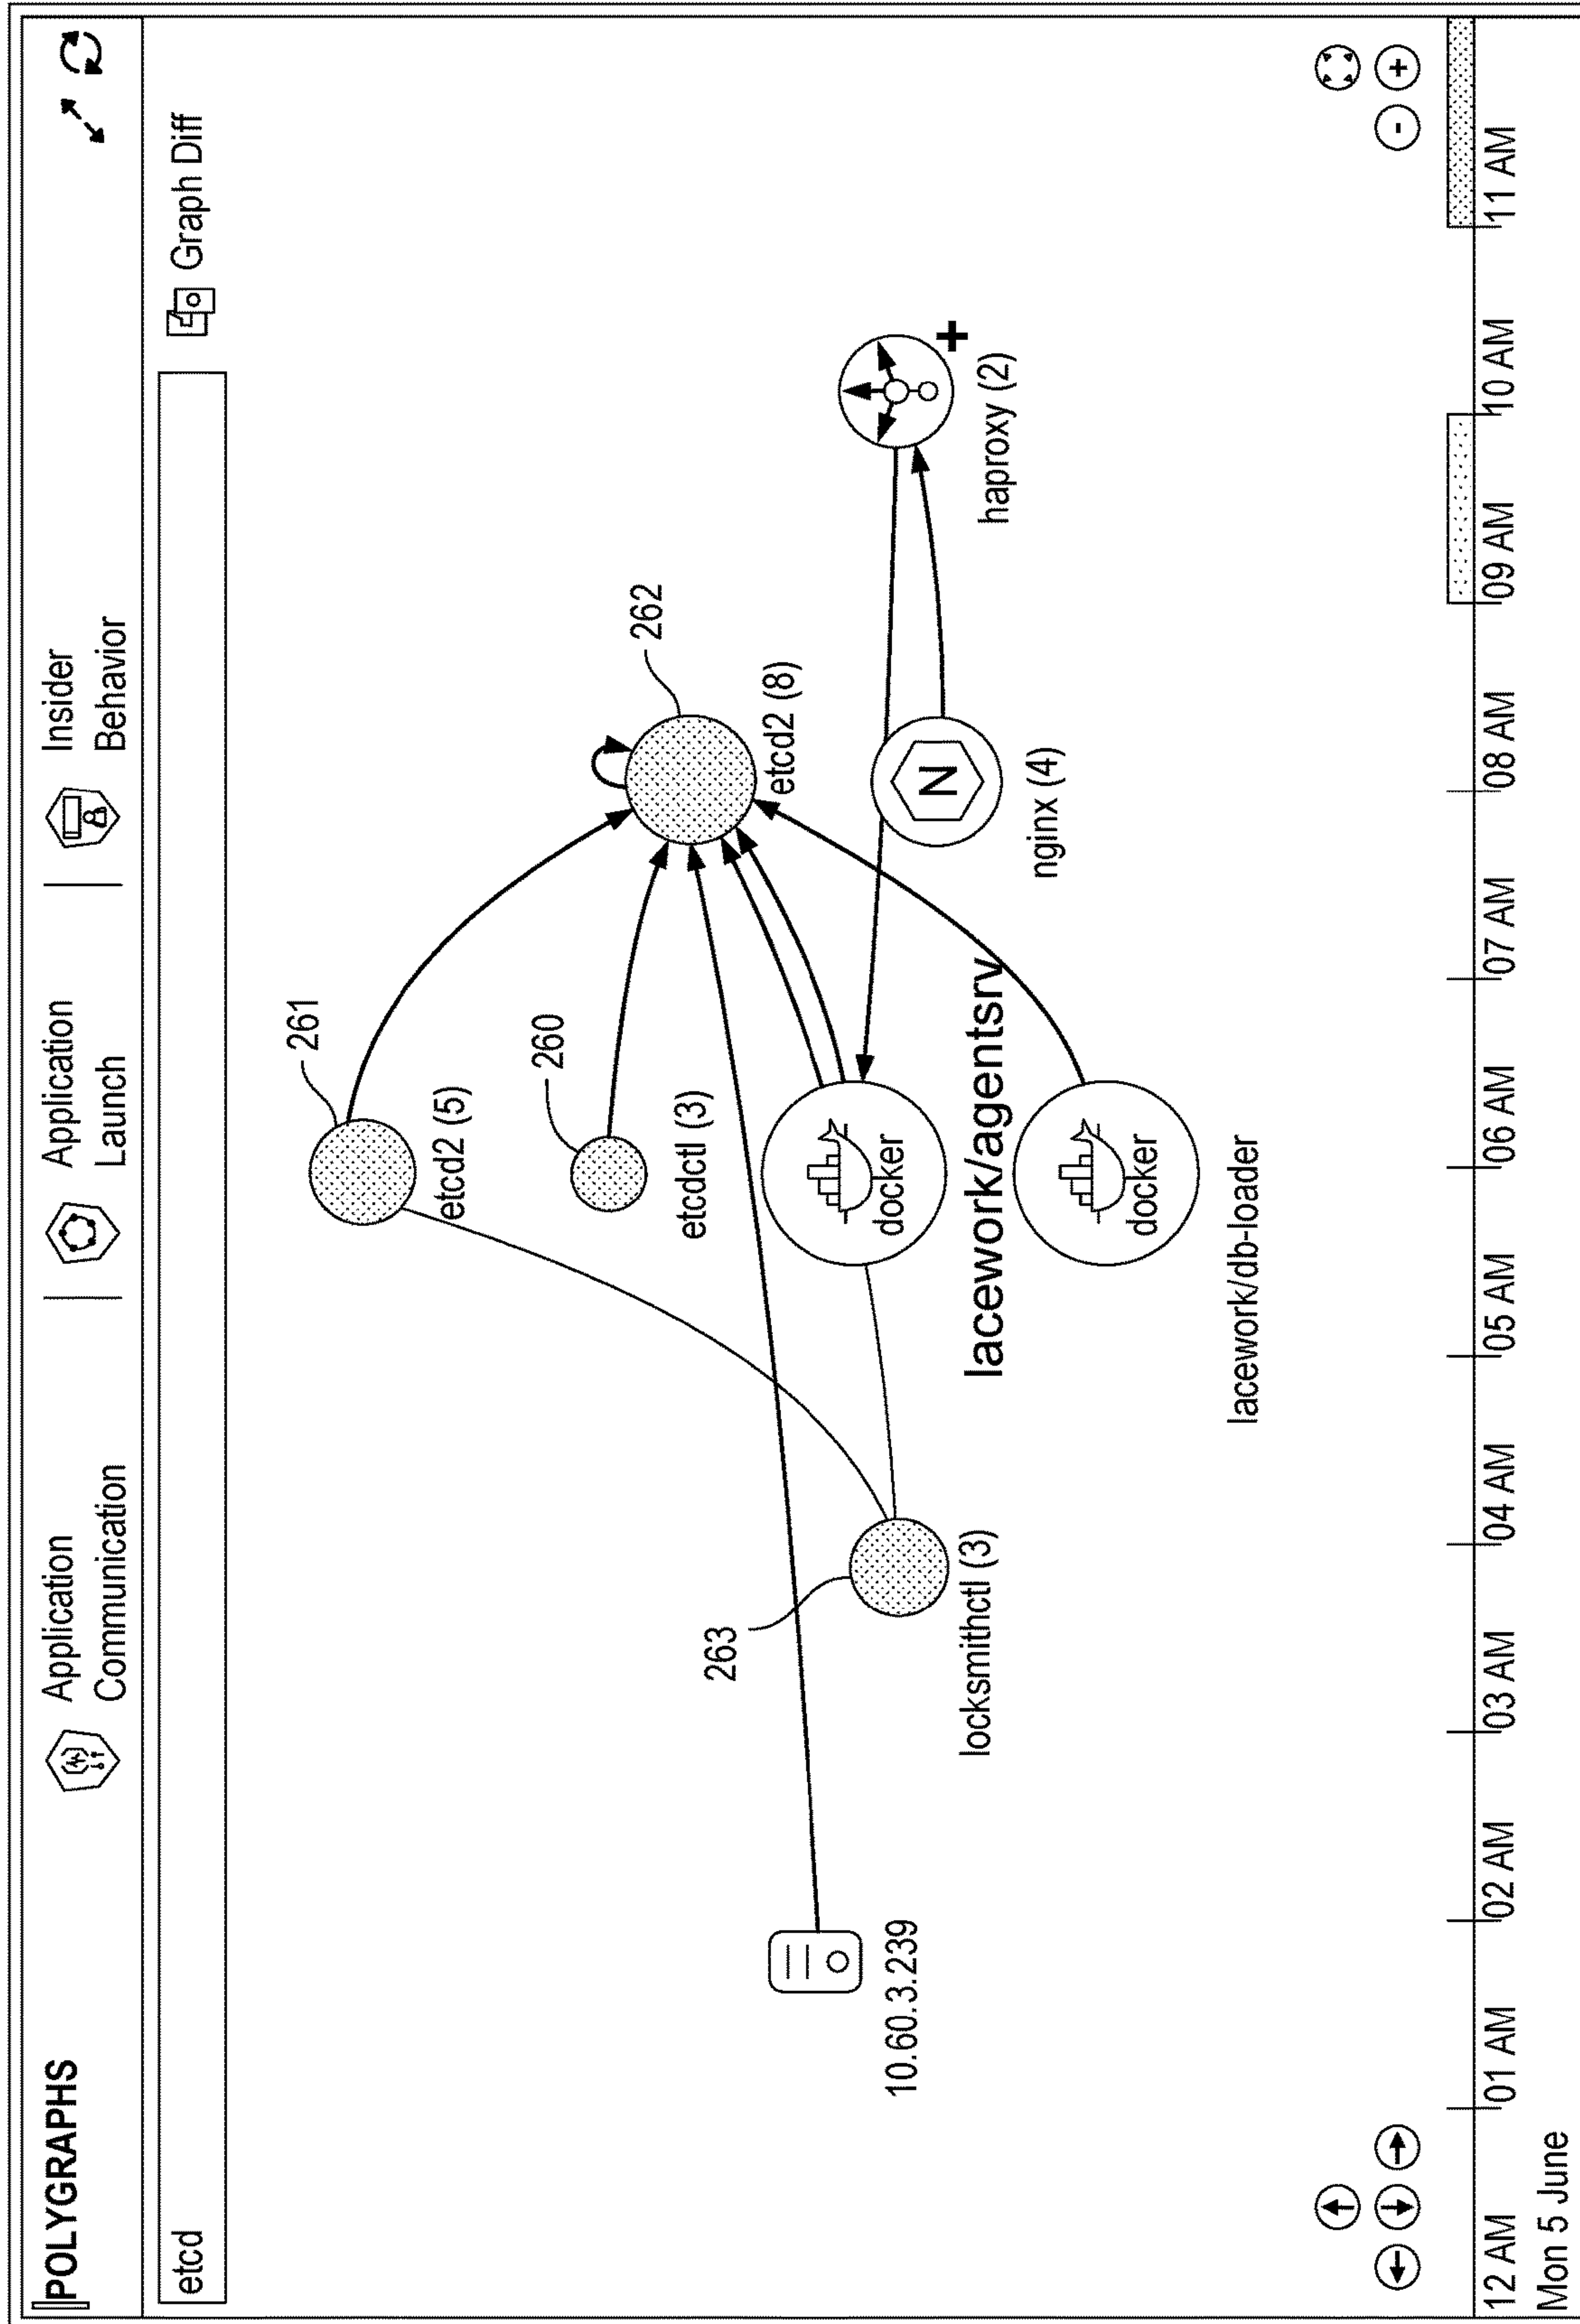 POLYGRAPHS
Application
Communication
Application
Launch
Insider
Behavior
etcd
Graph Diff
261
etcd2 (5)
260
etcdctl (3)
262
etcd2 (8)
docker
lacework/agentsrv
docker
lacework/db-loader
N
nginx (4)
+
haproxy (2)
263
locksmithctl (3)
10.60.3.239
- +
12 AM 01 AM 02 AM 03 AM 04 AM 05 AM 06 AM 07 AM 08 AM 09 AM 10 AM 11 AM
Mon 5 June